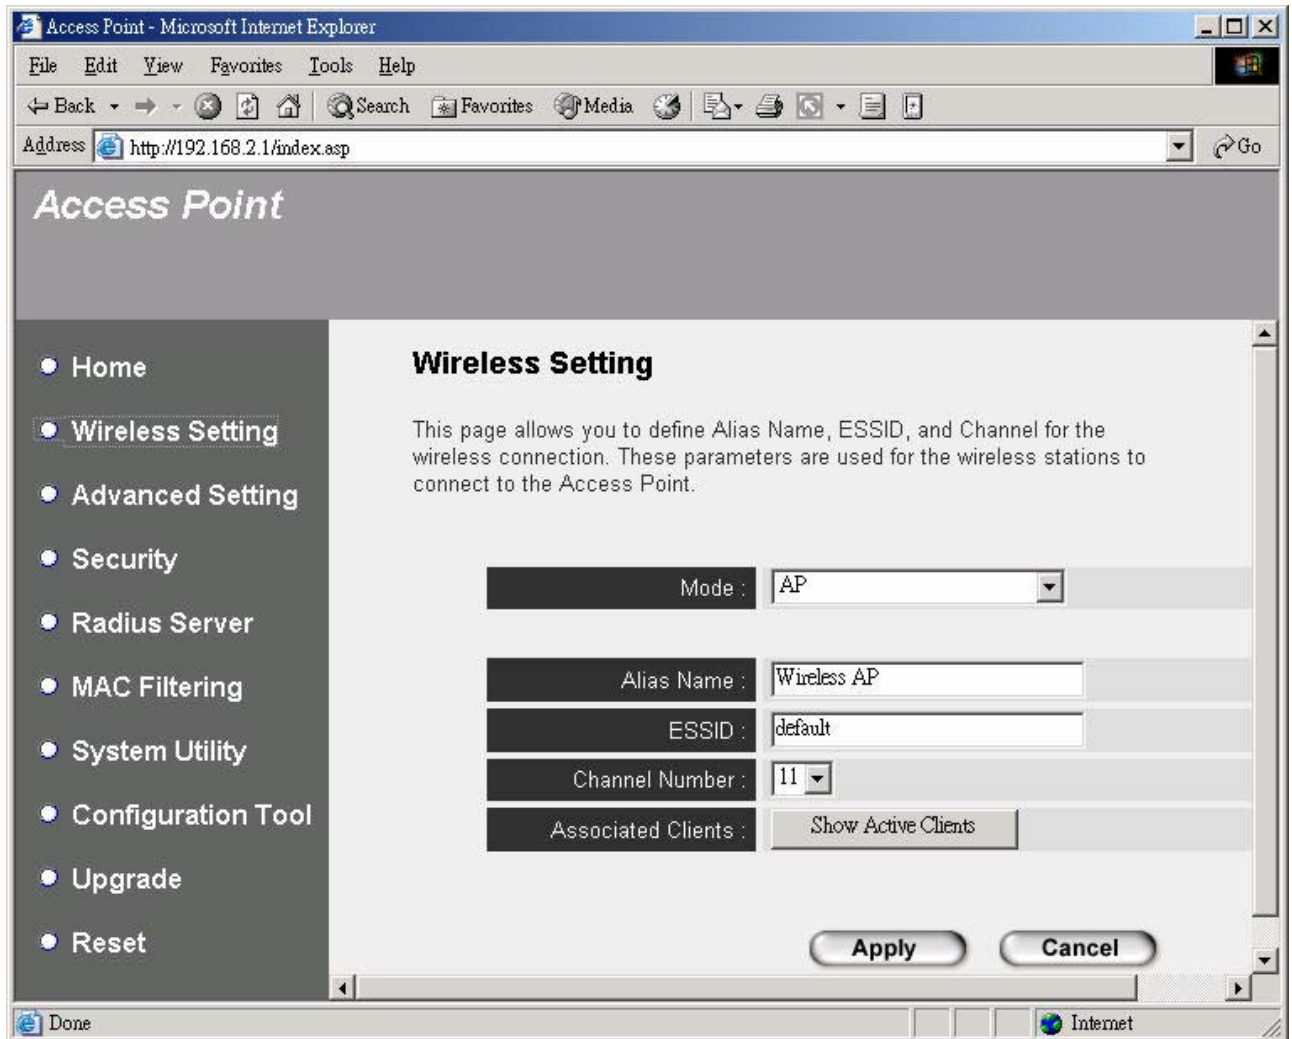 Access Point - Microsoft Internet Explorer
File Edit View Favorites Tools Help
Back Search Favorites Media
Address http://192.168.2.1/index.asp Go
Access Point
Home
Wireless Setting
Advanced Setting
Security
Radius Server
MAC Filtering
System Utility
Configuration Tool
Upgrade
Reset
Wireless Setting
This page allows you to define Alias Name, ESSID, and Channel for the
wireless connection. These parameters are used for the wireless stations to
connect to the Access Point.
Mode : AP
Alias Name : Wireless AP
ESSID : default
Channel Number : 11
Associated Clients : Show Active Clients
Apply Cancel
Done Internet